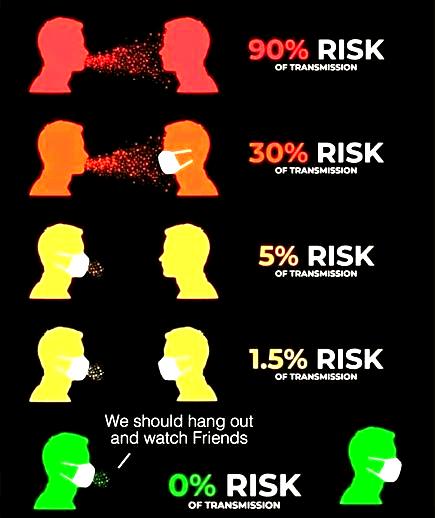 90% RISK
OF TRANSMISSION
30% RISK
OF TRANSMISSION
5% RISK
OF TRANSMISSION
1.5% RISK
OF TRANSMISSION
We should hang out
and watch Friends
0% RISK
OF TRANSMISSION